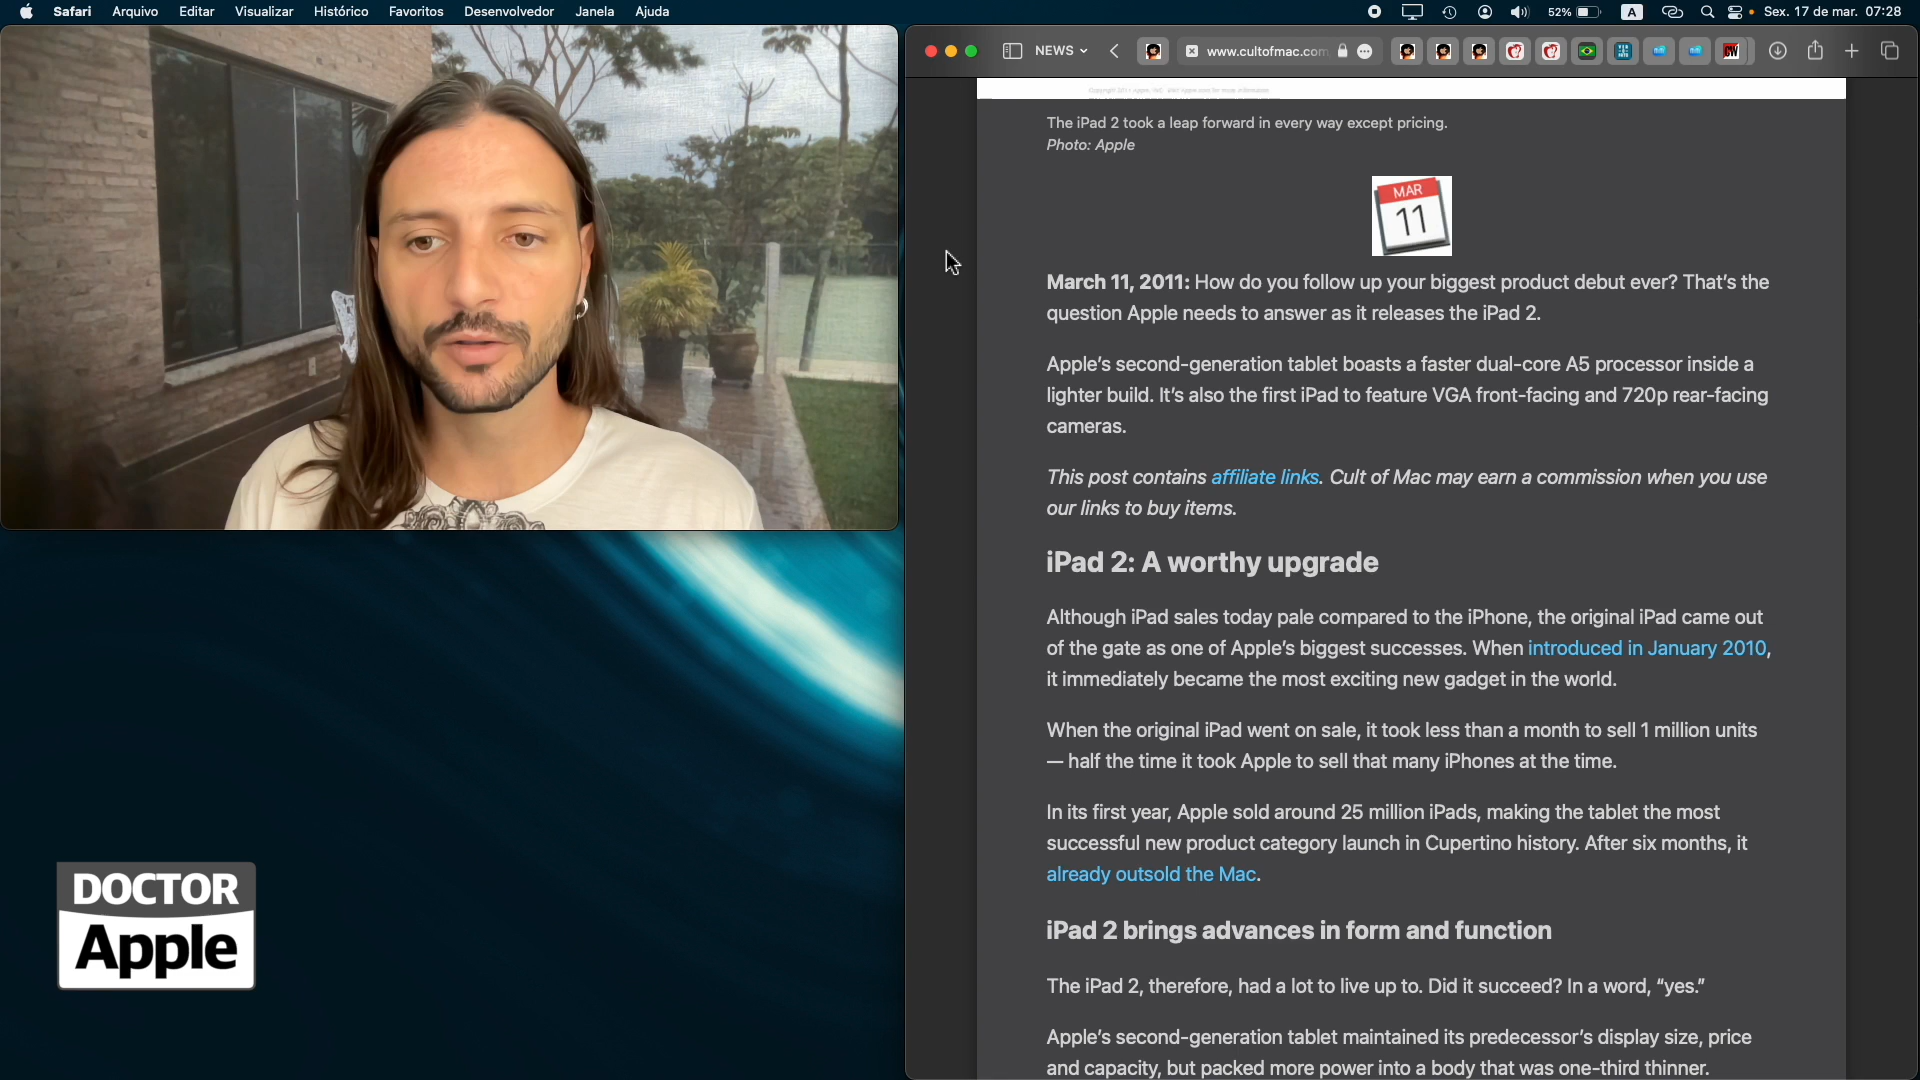 Safari Arquivo Editar Visualizar Histórico Favoritos Desenvolvedor Janela Ajuda
52% A Sex. 17 de mar. 07:28
NEWS www.cultofmac.com
The iPad 2 took a leap forward in every way except pricing.
Photo: Apple
MAR
11
March 11, 2011: How do you follow up your biggest product debut ever? That's the
question Apple needs to answer as it releases the iPad 2.
Apple's second-generation tablet boasts a faster dual-core A5 processor inside a
lighter build. It's also the first iPad to feature VGA front-facing and 720p rear-facing
cameras.
This post contains affiliate links. Cult of Mac may earn a commission when you use
our links to buy items.
iPad 2: A worthy upgrade
Although iPad sales today pale compared to the iPhone, the original iPad came out
of the gate as one of Apple's biggest successes. When introduced in January 2010,
it immediately became the most exciting new gadget in the world.
When the original iPad went on sale, it took less than a month to sell 1 million units
— half the time it took Apple to sell that many iPhones at the time.
In its first year, Apple sold around 25 million iPads, making the tablet the most
successful new product category launch in Cupertino history. After six months, it
already outsold the Mac.
iPad 2 brings advances in form and function
The iPad 2, therefore, had a lot to live up to. Did it succeed? In a word, “yes.”
Apple's second-generation tablet maintained its predecessor's display size, price
and capacity, but packed more power into a body that was one-third thinner.
DOCTOR
Apple